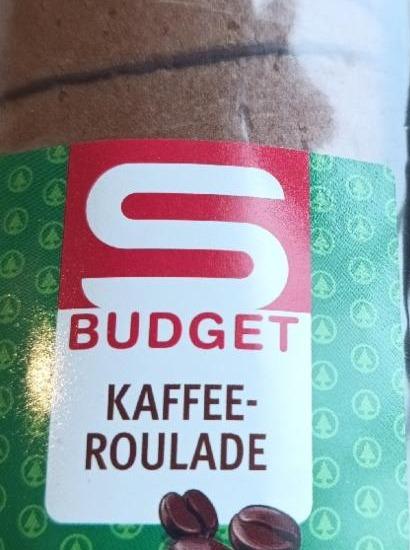 S
BUDGET
KAFFEE-
ROULADE